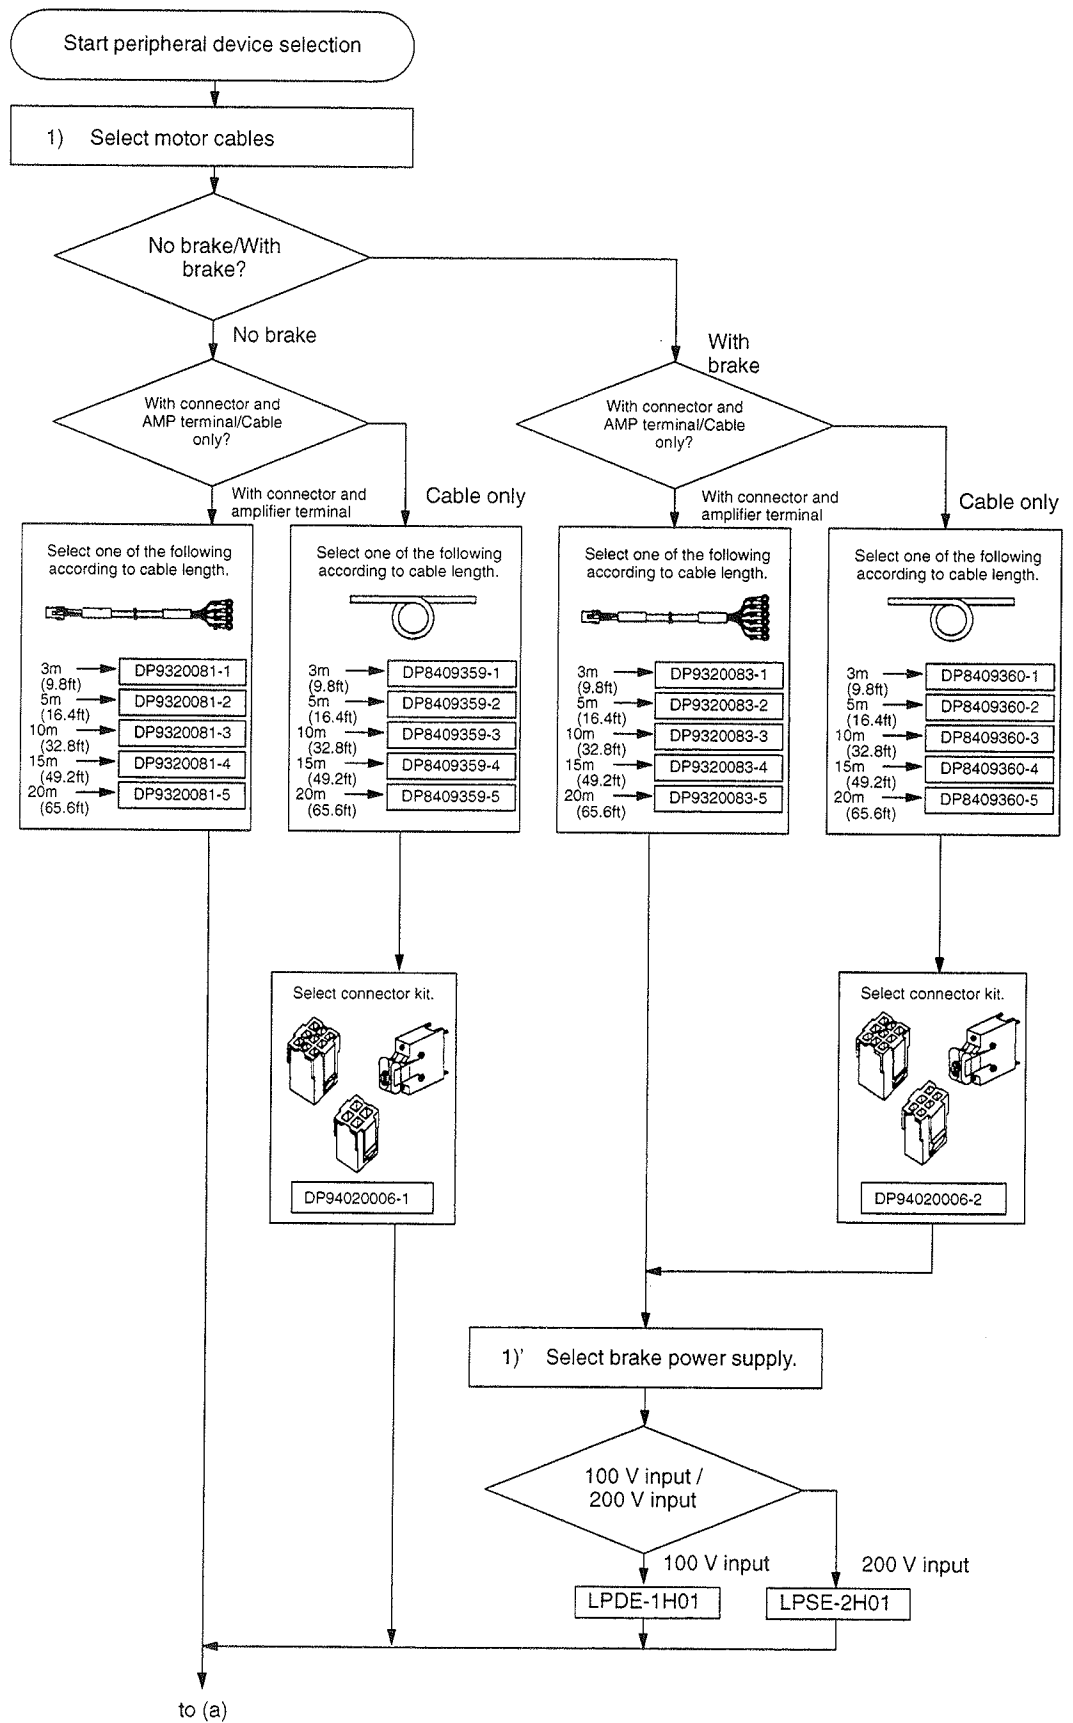 Start peripheral device selection
1) Select motor cables
No brake/With
brake?
No brake
With
brake
With connector and
AMP terminal/Cable
only?
With connector and
amplifier terminal
Cable only
With connector and
AMP terminal/Cable
only?
With connector and
amplifier terminal
Cable only
Select one of the following
according to cable length.
3m
(9.8ft)
DP9320081-1
5m
(16.4ft)
DP9320081-2
10m
(32.8ft)
DP9320081-3
15m
(49.2ft)
DP9320081-4
20m
(65.6ft)
DP9320081-5
Select one of the following
according to cable length.
3m
(9.8ft)
DP8409359-1
5m
(16.4ft)
DP8409359-2
10m
(32.8ft)
DP8409359-3
15m
(49.2ft)
DP8409359-4
20m
(65.6ft)
DP8409359-5
Select one of the following
according to cable length.
3m
(9.8ft)
DP9320083-1
5m
(16.4ft)
DP9320083-2
10m
(32.8ft)
DP9320083-3
15m
(49.2ft)
DP9320083-4
20m
(65.6ft)
DP9320083-5
Select one of the following
according to cable length.
3m
(9.8ft)
DP8409360-1
5m
(16.4ft)
DP8409360-2
10m
(32.8ft)
DP8409360-3
15m
(49.2ft)
DP8409360-4
20m
(65.6ft)
DP8409360-5
Select connector kit.
DP94020006-1
Select connector kit.
DP94020006-2
1)' Select brake power supply.
100 V input /
200 V input
100 V input
200 V input
LPDE-1H01
LPSE-2H01
to (a)